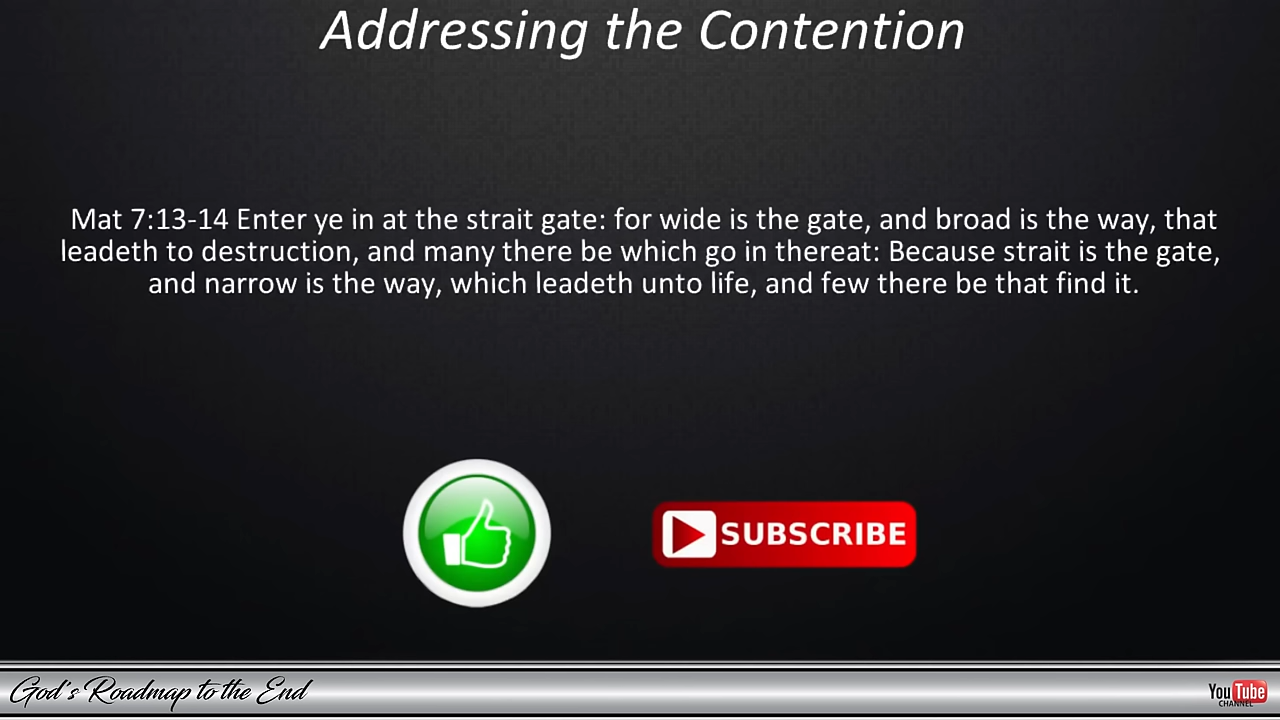 Addressing the Contention
Mat 7:13-14 Enter ye in at the strait gate: for wide is the gate, and broad is the way, that
leadeth to destruction, and many there be which go in thereat: Because strait is the gate,
and narrow is the way, which leadeth unto life, and few there be that find it.
SUBSCRIBE
God's Roadmap to the End
YouTube
CHANNEL